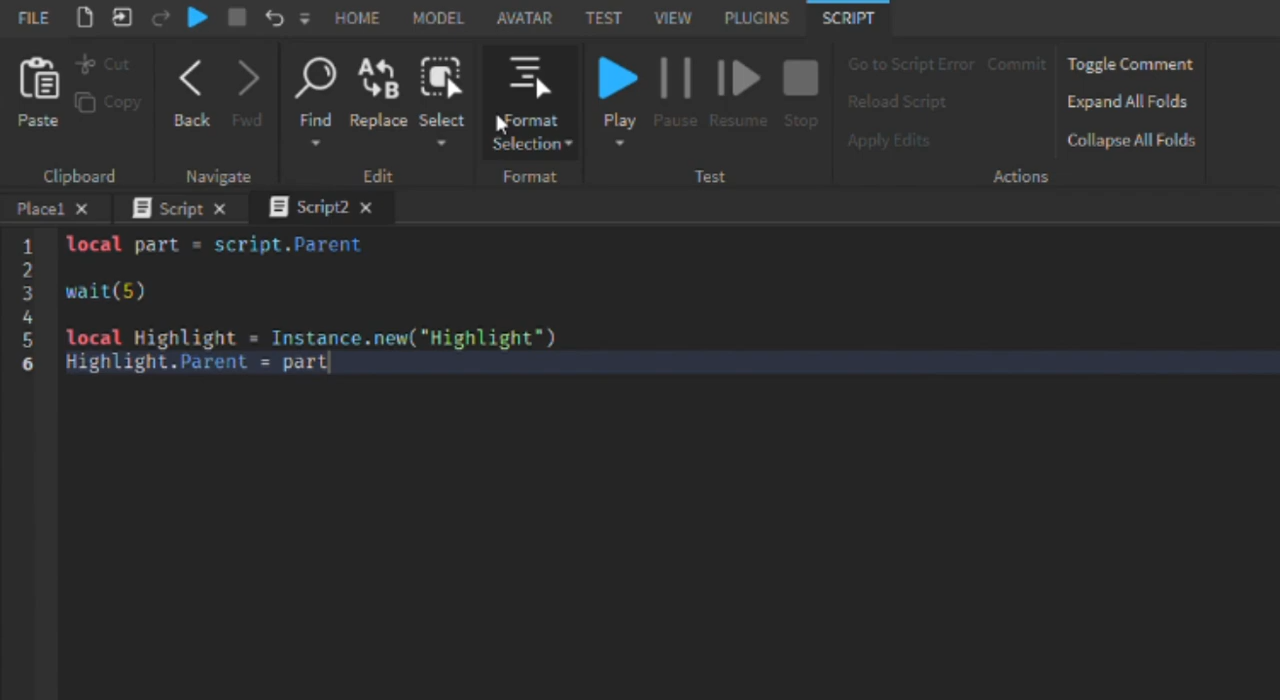 FILE HOME MODEL AVATAR TEST VIEW PLUGINS SCRIPT
Paste Cut Copy
Back Fwd
Find Replace Select
Format Selection
Play Pause Resume Stop
Go to Script Error Commit Toggle Comment
Reload Script Expand All Folds
Apply Edits Collapse All Folds
Clipboard Navigate Edit Format Test Actions
Place1 Script Script2
1 local part = script.Parent
2
3 wait(5)
4
5 local Highlight = Instance.new("Highlight")
6 Highlight.Parent = part